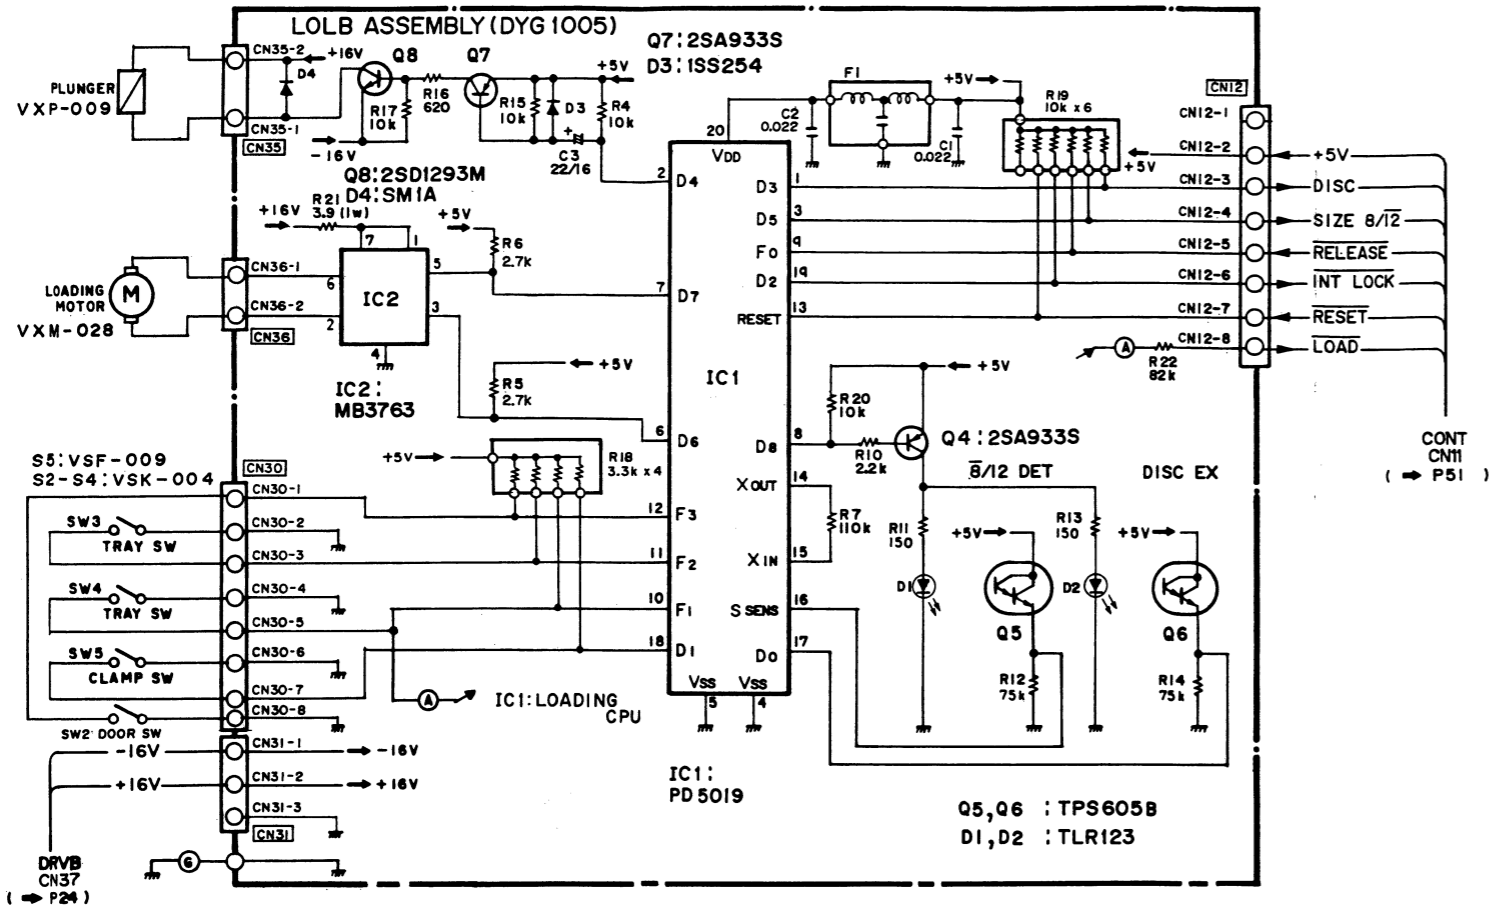 LOLB ASSEMBLY (DYG1005)
PLUNGER
VXP-009
CN35-2
+16V
D4
Q8
Q7
R16
620
R17
10k
R15
10k
D3
R4
10k
+5V
C3
22/16
+
CN35-1
CN35
-16V
Q7:2SA933S
D3:1SS254
Q8:2SD1293M
D4:SM1A
F1
+5V
R19
10k x 6
C2
0.022
C1
0.022
+5V
CN12
CN12-1
CN12-2
+5V
CN12-3
DISC
CN12-4
SIZE 8/12
CN12-5
RELEASE
CN12-6
INT LOCK
CN12-7
RESET
CN12-8
LOAD
A
R22
82k
CONT
CN11
( ➡ P51 )
+16V
R21
3.9 (1w)
7
1
+5V
R6
2.7k
LOADING
MOTOR
VXM-028
M
CN36-1
CN36-2
CN36
6
2
IC2
5
3
4
IC2:
MB3763
R5
2.7k
+5V
20
VDD
2 D4
7 D7
6 D6
12 F3
11 F2
10 F1
18 D1
VSS
5
VSS
4
D3 1
D5 3
F0 9
D2 19
RESET 13
D8 8
XOUT 14
XIN 15
S SENS 16
D0 17
IC1
IC1:LOADING
CPU
IC1:
PD5019
+5V
R18
3.3k x 4
S5:VSF-009
S2-S4:VSK-004
CN30
CN30-1
SW3
TRAY SW
CN30-2
CN30-3
SW4
TRAY SW
CN30-4
CN30-5
SW5
CLAMP SW
CN30-6
CN30-7
SW2 DOOR SW
CN30-8
A
-16V
CN31-1
-16V
+16V
CN31-2
+16V
CN31-3
CN31
DRVB
CN37
( ➡ P24 )
G
+5V
R20
10k
R10
2.2k
Q4:2SA933S
8/12 DET
DISC EX
R7
110k
R11
150
+5V
D1
Q5
R12
75k
R13
150
+5V
D2
Q6
R14
75k
Q5,Q6 : TPS605B
D1,D2 : TLR123